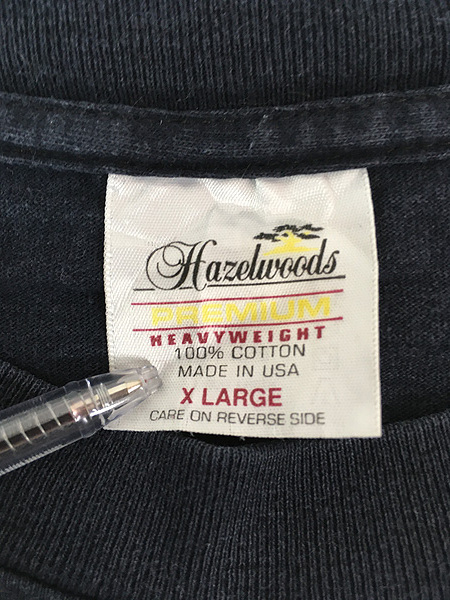 Hazelwoods
PREMIUM
HEAVYWEIGHT
100% COTTON
MADE IN USA
X LARGE
CARE ON REVERSE SIDE